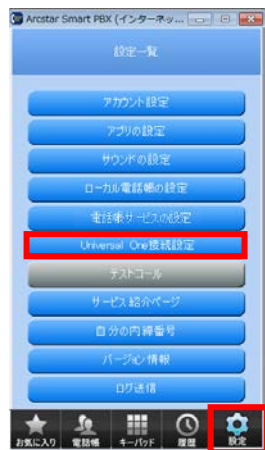 Arcstar Smart PBX (インターネッ...
設定一覧
アカウント設定
アプリの設定
サウンドの設定
ローカル電話帳の設定
電話帳サービスの設定
Universal One接続設定
テストコール
サービス紹介ページ
自分の内線番号
バージョン情報
ログ送信
お気に入り 電話帳 キーパッド 履歴 設定